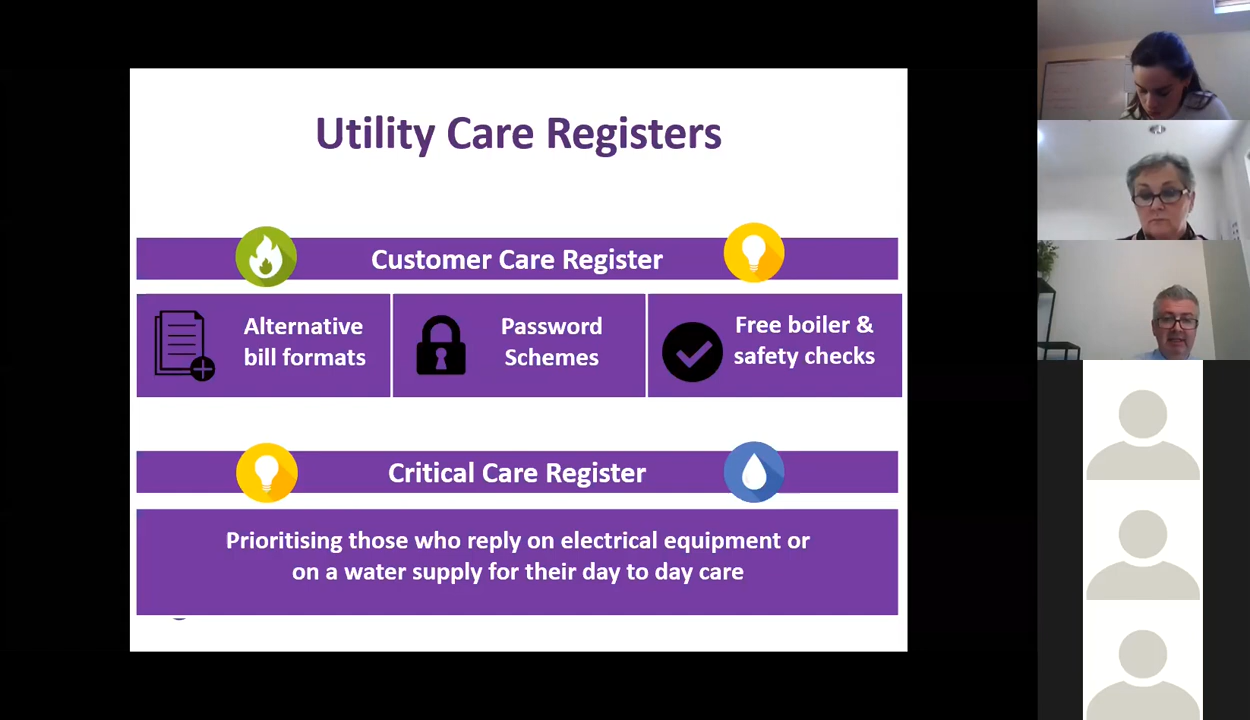 Utility Care Registers
Customer Care Register
Alternative
bill formats
Password
Schemes
Free boiler &
safety checks
Critical Care Register
Prioritising those who reply on electrical equipment or
on a water supply for their day to day care